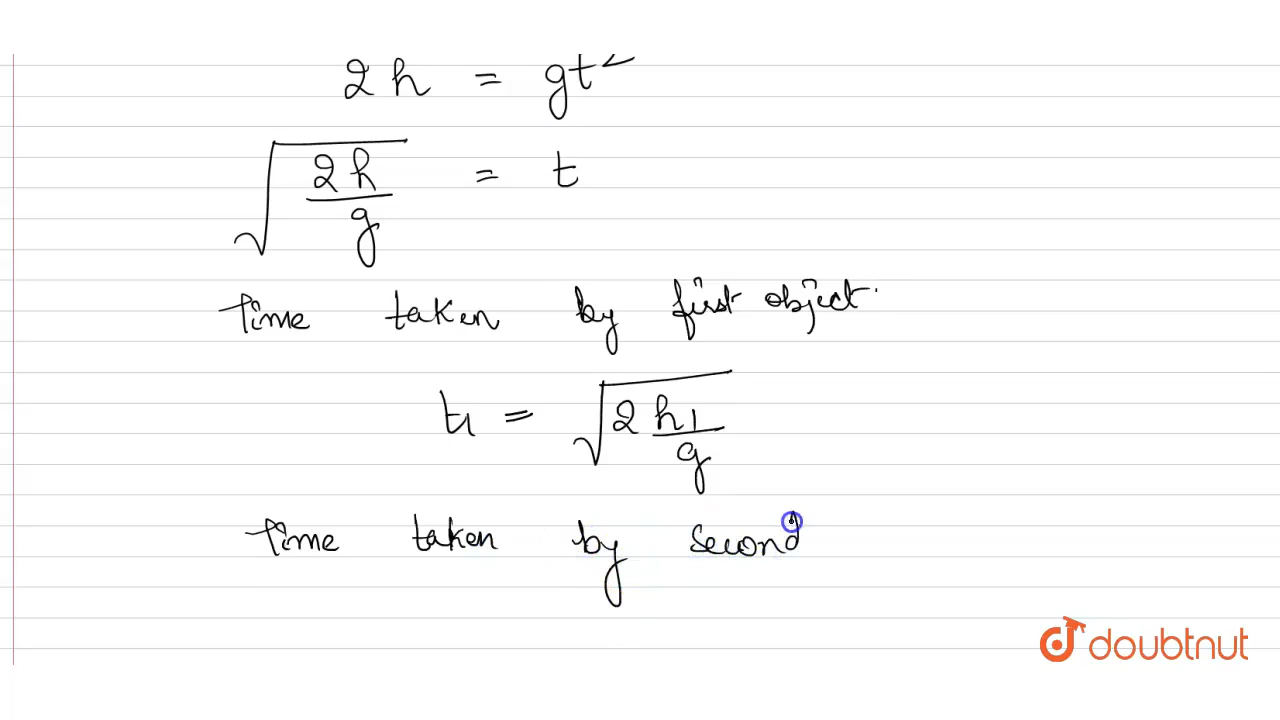 2h = gt²
√(2h/g) = t
time taken by first object.
t1 = √(2h1/g)
time taken by second
doubtnut